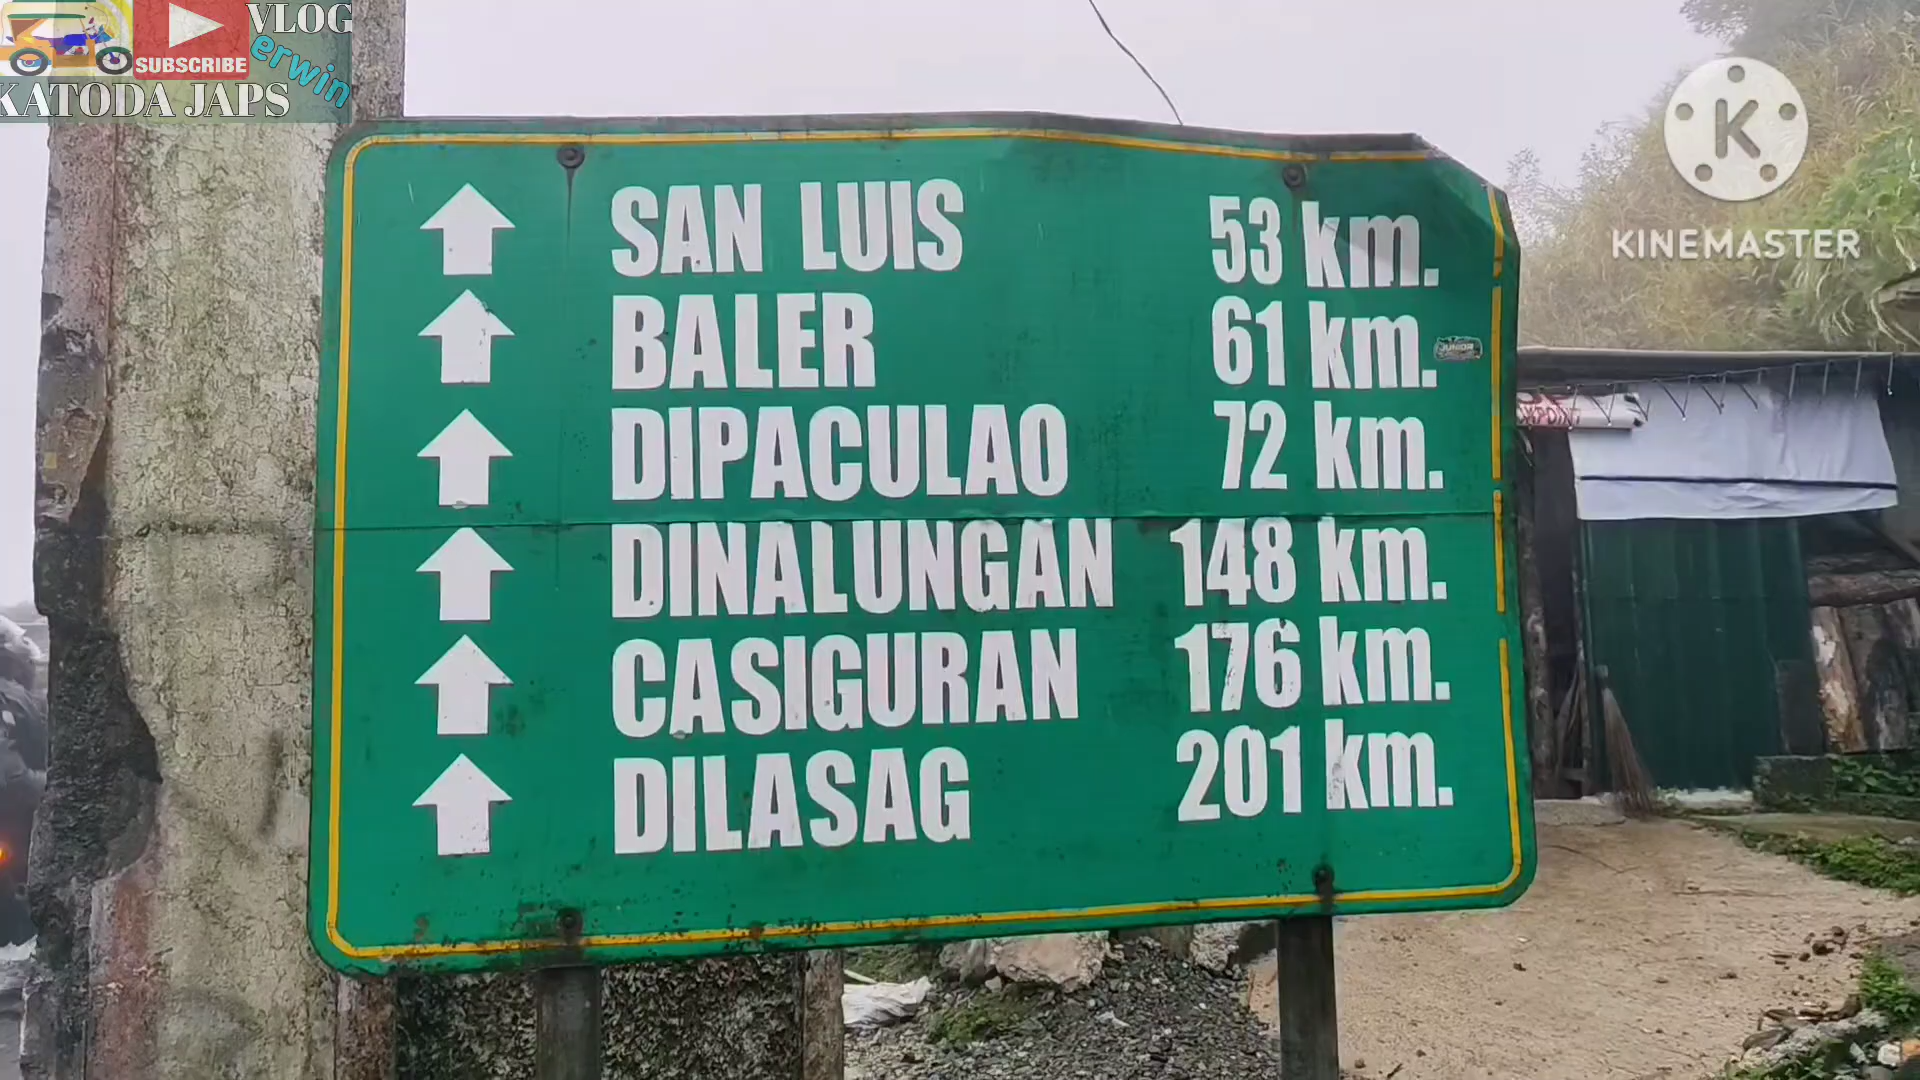 VLOG
erwin
SUBSCRIBE
KATODA JAPS
KINEMASTER
SAN LUIS 53 km.
BALER 61 km.
JUNIOR
DIPACULAO 72 km.
DINALUNGAN 148 km.
CASIGURAN 176 km.
DILASAG 201 km.